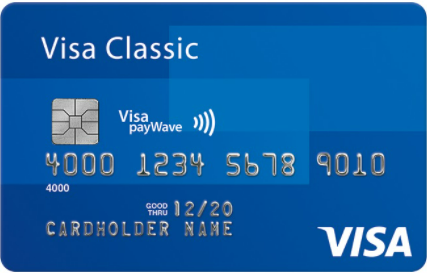 Visa Classic
Visa
payWave
4000 1234 5678 9010
4000
GOOD THRU 12/20
CARDHOLDER NAME
VISA